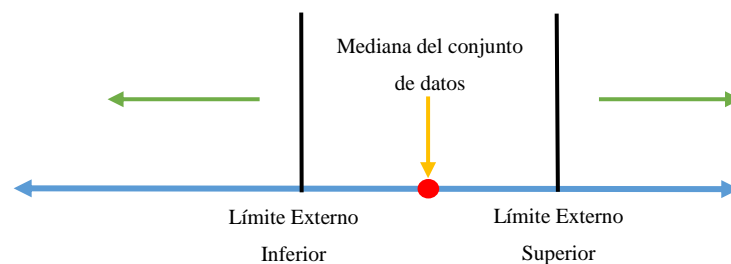 Mediana del conjunto
de datos
Límite Externo
Inferior
Límite Externo
Superior